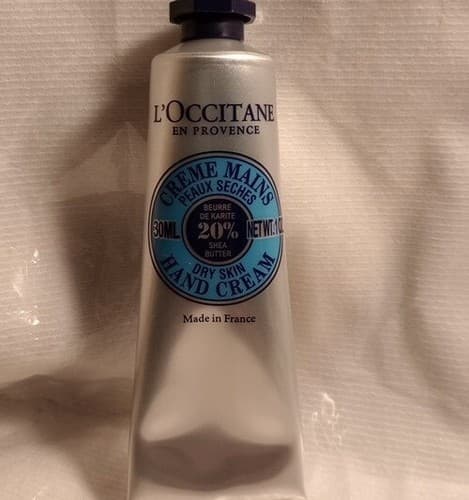 L'OCCITANE
EN PROVENCE
CREME MAINS
PEAUX SECHES
BEURRE
DE KARITE
30ML
20%
NET WT. 1
SHEA
BUTTER
DRY SKIN
HAND CREAM
Made in France